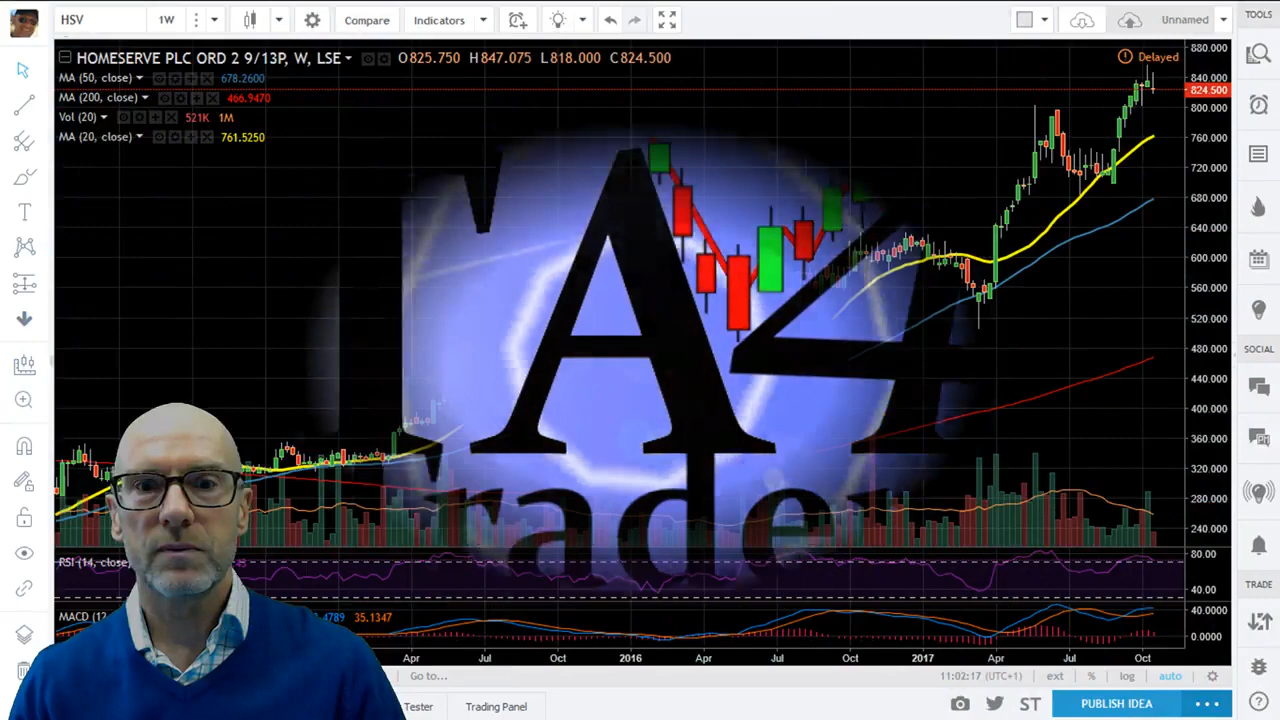 HSV 1W Compare Indicators Unnamed TOOLS
HOMESERVE PLC ORD 2 9/13P, W, LSE O825.750 H847.075 L818.000 C824.500 Delayed
MA (50, close) 678.2600
MA (200, close) 466.9470
Vol (20) 521K 1M
MA (20, close) 761.5250
880.000
840.000
824.500
800.000
760.000
720.000
680.000
640.000
600.000
560.000
520.000
480.000
440.000
400.000
360.000
320.000
280.000
240.000
A4
Trader
SOCIAL
RSI (14, close)
80.00
40.00
TRADE
MACD (12 4789 35.1347
40.0000
0.0000
Apr Jul Oct 2016 Apr Jul Oct 2017 Apr Jul Oct
Go to... 11:02:17 (UTC+1) ext % log auto
Tester Trading Panel ST PUBLISH IDEA